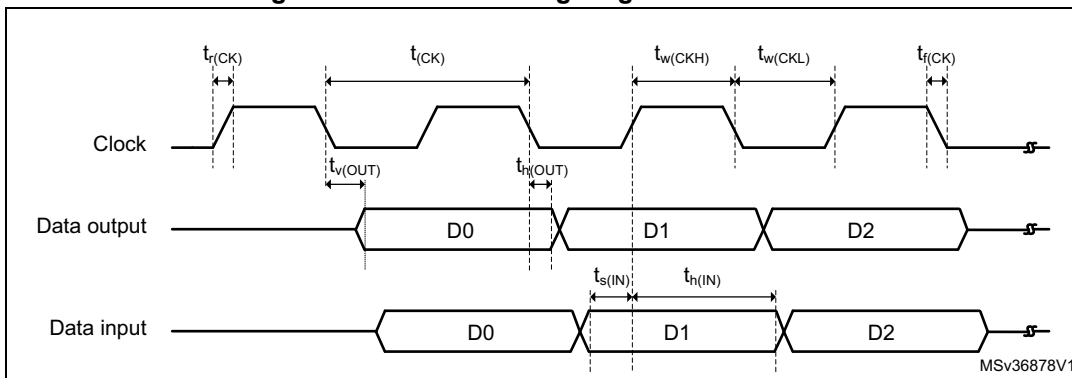 t_r(CK) t_(CK) t_w(CKH) t_w(CKL) t_f(CK)
Clock
t_v(OUT) t_h(OUT)
Data output D0 D1 D2
t_s(IN) t_h(IN)
Data input D0 D1 D2
MSv36878V1